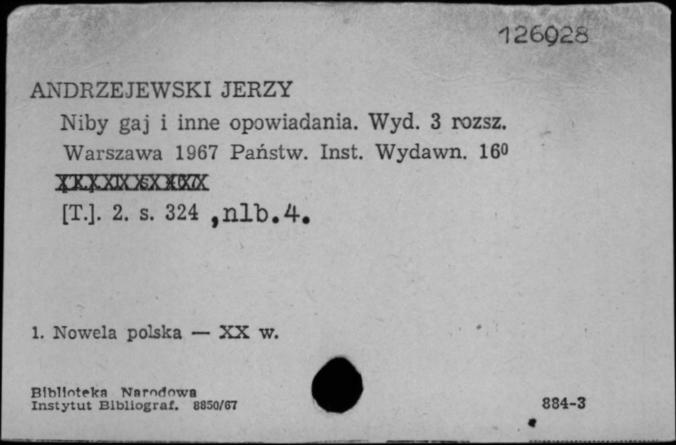 126028
ANDRZEJEWSKI JERZY
Niby gaj i inne opowiadania. Wyd. 3 rozsz.
Warszawa 1967 Państw. Inst. Wydawn. 16⁰
[T.]. 2. s. 324 ,nlb.4.
1. Nowela polska — XX w.
Biblioteka Narodowa
Instytut Bibliograf. 8850/67
884-3